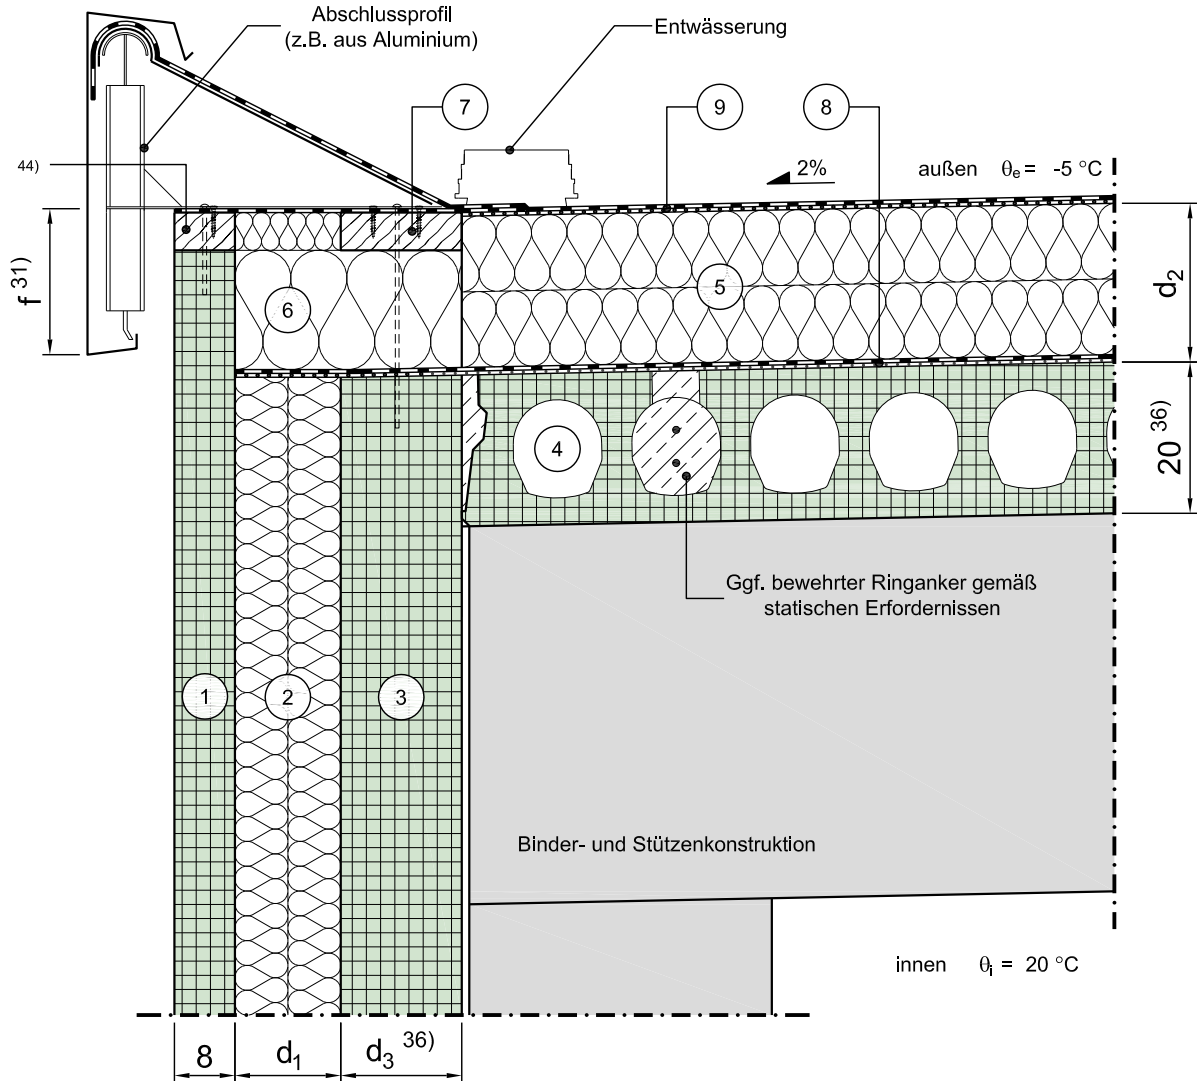 Abschlussprofil
(z.B. aus Aluminium)
Entwässerung
7
9
8
44)
2%
außen θe = -5 °C
f 31)
6
5
d2
4
20 36)
Ggf. bewehrter Ringanker gemäß
statischen Erfordernissen
1
2
3
Binder- und Stützenkonstruktion
innen θi = 20 °C
8
d1
d3 36)